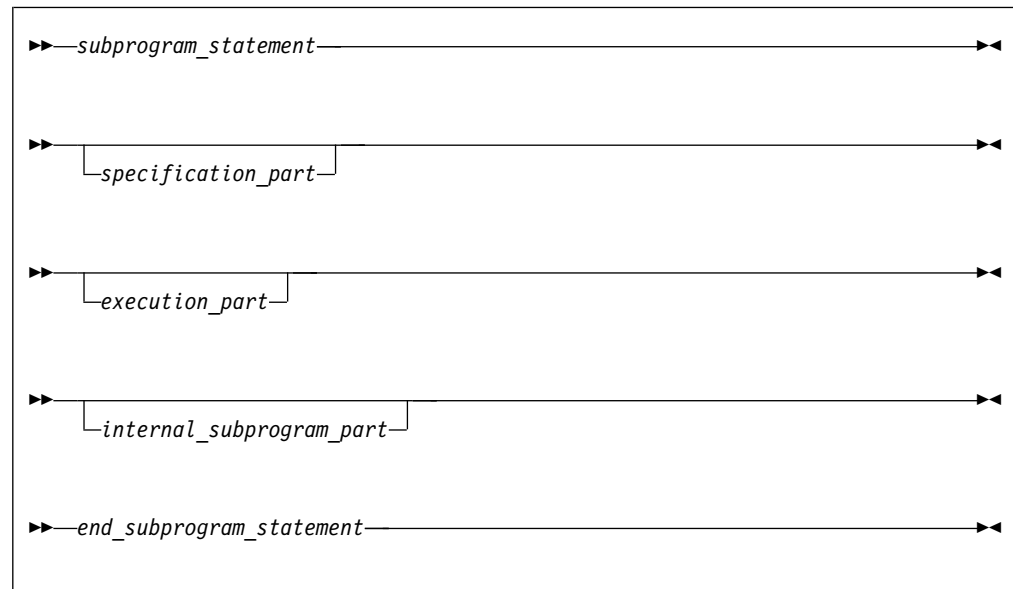 subprogram_statement
specification_part
execution_part
internal_subprogram_part
end_subprogram_statement